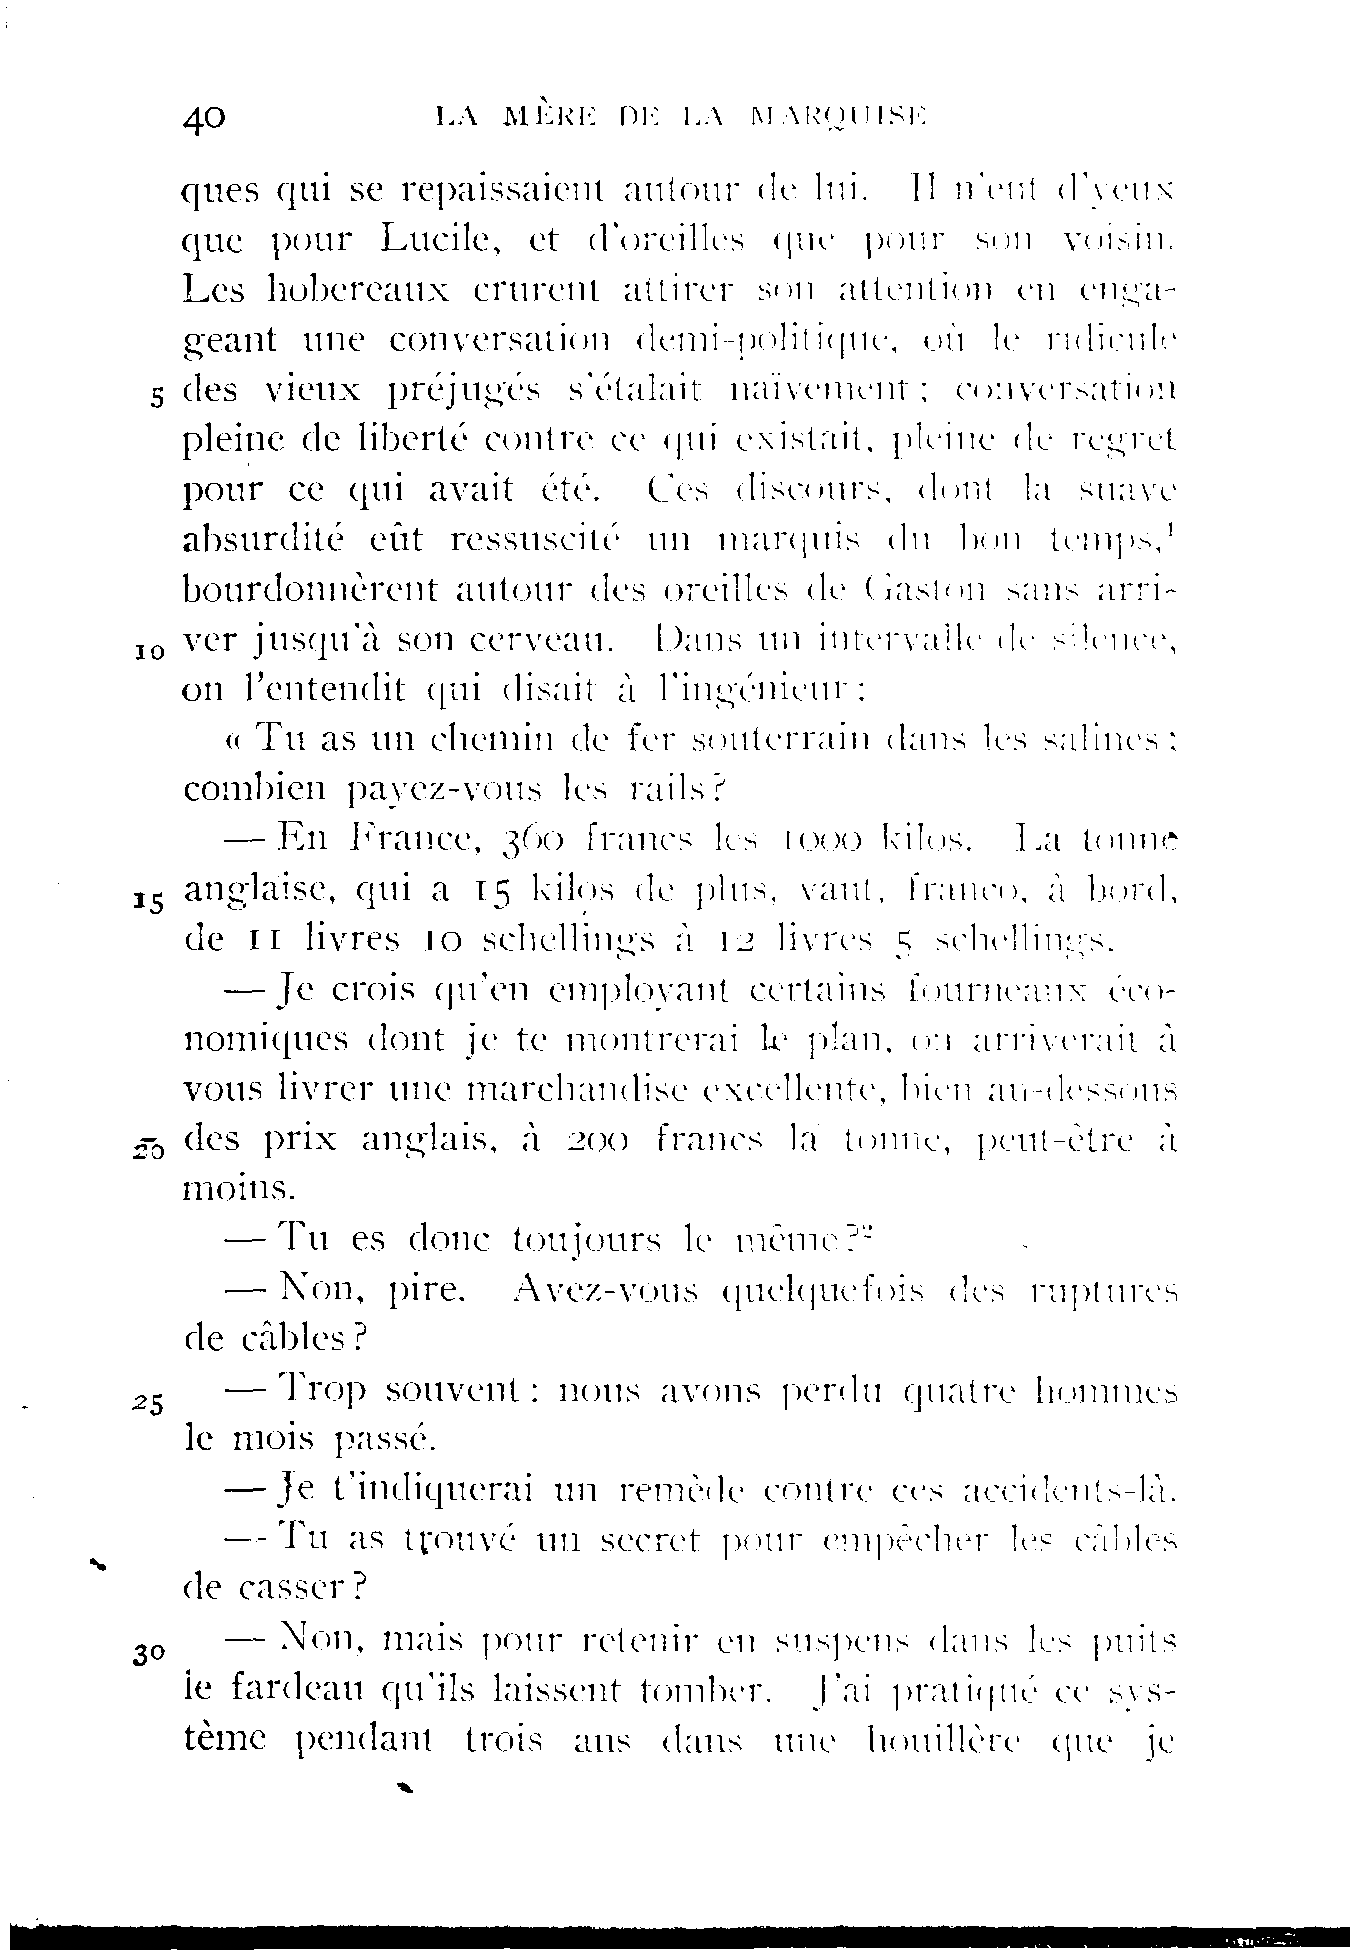 40 LA MÈRE DE LA MARQUISE
ques qui se repaissaient autour de lui. Il n'eut d'yeux
que pour Lucile, et d'oreilles que pour son voisin.
Les hobereaux crurent attirer son attention en enga-
geant une conversation demi-politique, où le ridicule
5 des vieux préjugés s'étalait naïvement; conversation
pleine de liberté contre ce qui existait, pleine de regret
pour ce qui avait été. Ces discours, dont la suave
absurdité eût ressuscité un marquis du bon temps,¹
bourdonnèrent autour des oreilles de Gaston sans arri-
10 ver jusqu'à son cerveau. Dans un intervalle de silence,
on l'entendit qui disait à l'ingénieur:
« Tu as un chemin de fer souterrain dans les salines;
combien payez-vous les rails?
— En France, 360 francs les 1000 kilos. La tonne
15 anglaise, qui a 15 kilos de plus, vaut, franco, à bord,
de 11 livres 10 schellings à 12 livres 5 schellings.
— Je crois qu'en employant certains fourneaux éco-
nomiques dont je te montrerai le plan, on arriverait à
vous livrer une marchandise excellente, bien au-dessous
20 des prix anglais, à 200 francs la tonne, peut-être à
moins.
— Tu es donc toujours le même?²
— Non, pire. Avez-vous quelquefois des ruptures
de câbles?
25 — Trop souvent: nous avons perdu quatre hommes
le mois passé.
— Je t'indiquerai un remède contre ces accidents-là.
— Tu as trouvé un secret pour empêcher les câbles
de casser?
30 — Non, mais pour retenir en suspens dans les puits
le fardeau qu'ils laissent tomber. J'ai pratiqué ce sys-
tème pendant trois ans dans une houillère que je